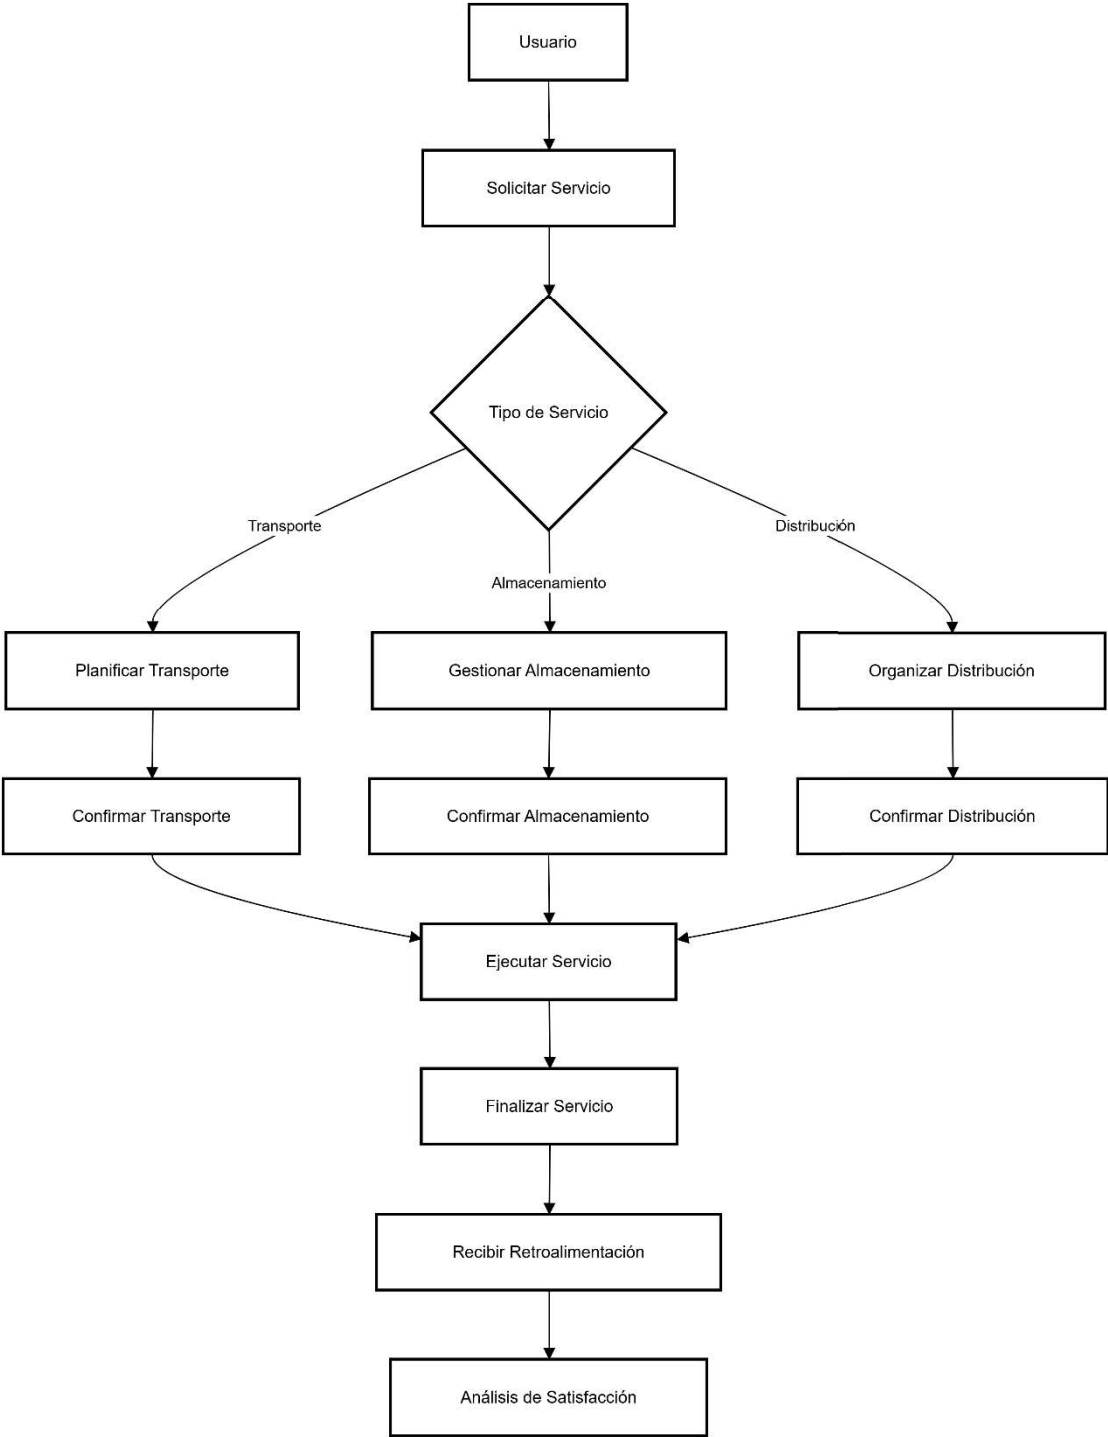 Usuario
Solicitar Servicio
Tipo de Servicio
Transporte
Distribución
Almacenamiento
Planificar Transporte
Gestionar Almacenamiento
Organizar Distribución
Confirmar Transporte
Confirmar Almacenamiento
Confirmar Distribución
Ejecutar Servicio
Finalizar Servicio
Recibir Retroalimentación
Análisis de Satisfacción